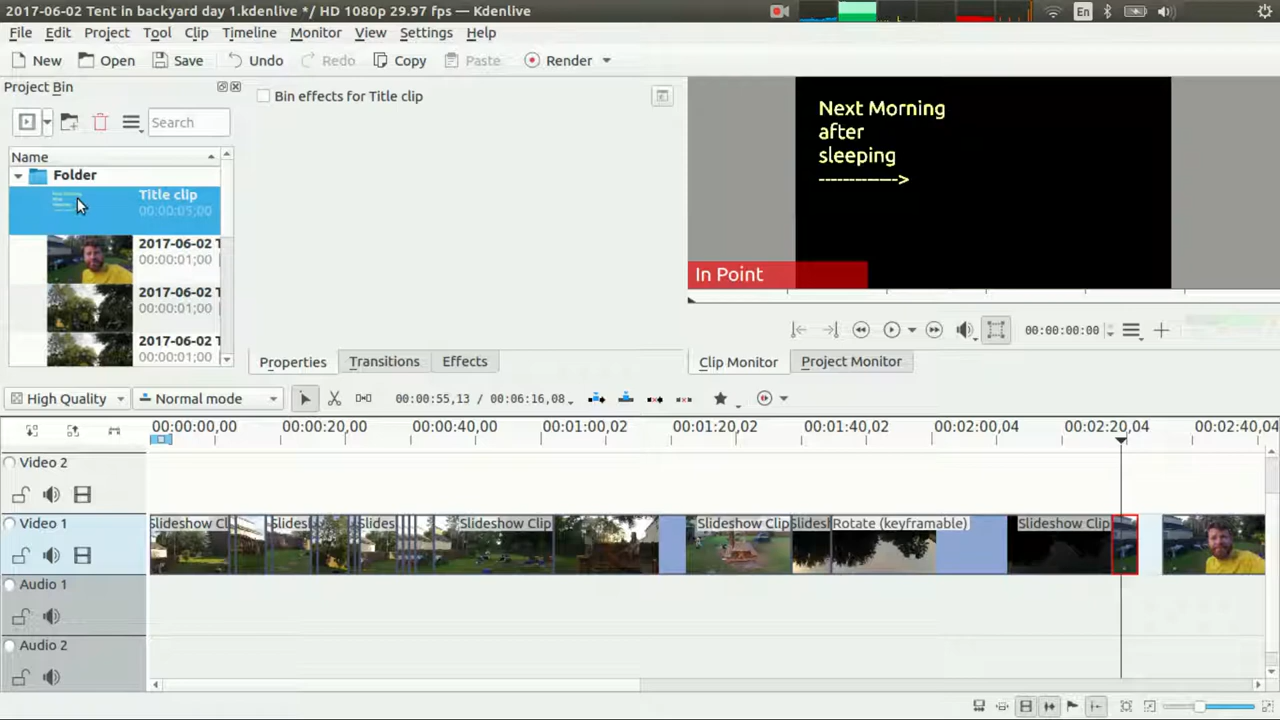 2017-06-02 Tent in backyard day 1.kdenlive */ HD 1080p 29.97 fps — Kdenlive
En
File Edit Project Tool Clip Timeline Monitor View Settings Help
New Open Save Undo Redo Copy Paste Render
Project Bin
Bin effects for Title clip
Search
Name
Folder
Title clip
00:00:05;00
2017-06-02 T
00:00:01;00
2017-06-02 T
00:00:01;00
2017-06-02 T
00:00:01;00
Next Morning
after
sleeping
------------->
In Point
00:00:00:00
Properties Transitions Effects
Clip Monitor Project Monitor
High Quality Normal mode 00:00:55,13 / 00:06:16,08
00:00:00,00 00:00:20,00 00:00:40,00 00:01:00,02 00:01:20,02 00:01:40,02 00:02:00,04 00:02:20,04 00:02:40,04
Video 2
Video 1
Slideshow Cl Slides Slides Slideshow Clip Slideshow Clip Slides Rotate (keyframable) Slideshow Clip
Audio 1
Audio 2